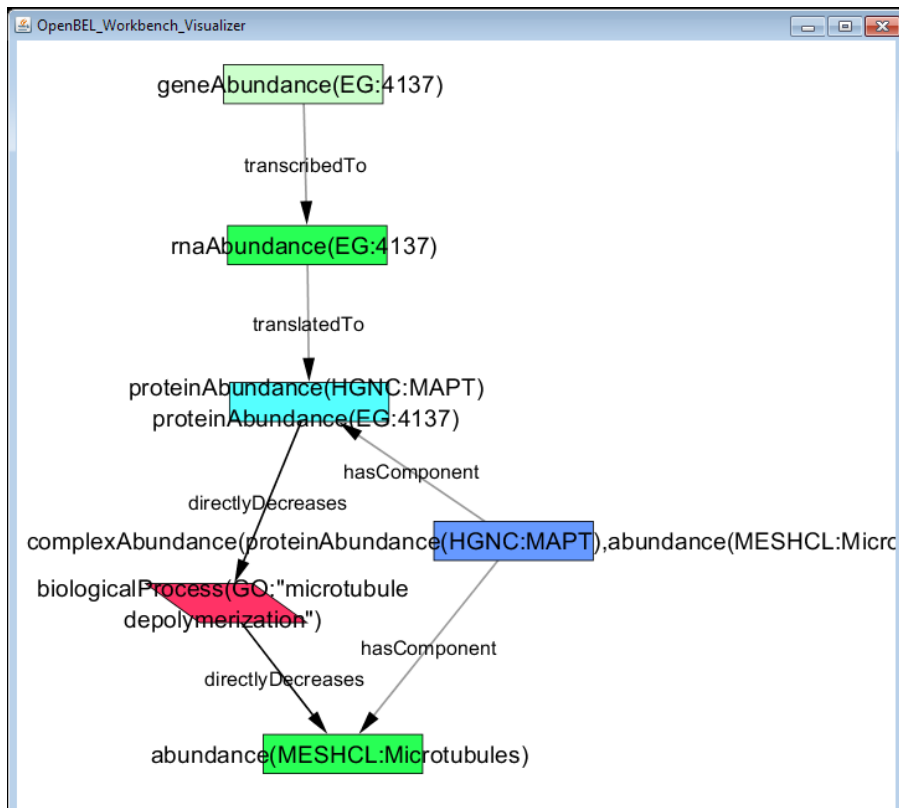 OpenBEL_Workbench_Visualizer
geneAbundance(EG:4137)
transcribedTo
rnaAbundance(EG:4137)
translatedTo
proteinAbundance(HGNC:MAPT)
proteinAbundance(EG:4137)
hasComponent
directlyDecreases
complexAbundance(proteinAbundance(HGNC:MAPT),abundance(MESHCL:Micro
biologicalProcess(GO:"microtubule
depolymerization")
hasComponent
directlyDecreases
abundance(MESHCL:Microtubules)